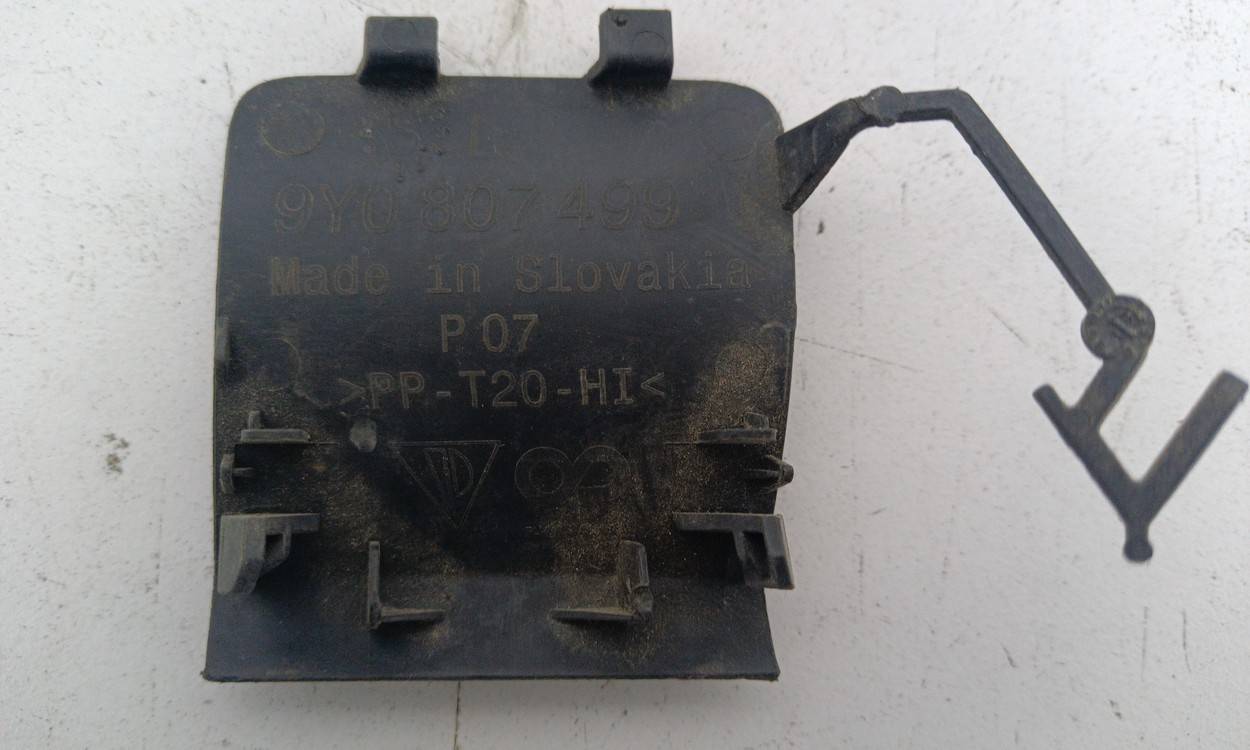 9Y0 807 499
Made in Slovakia
P 07
>PP-T20-HI<